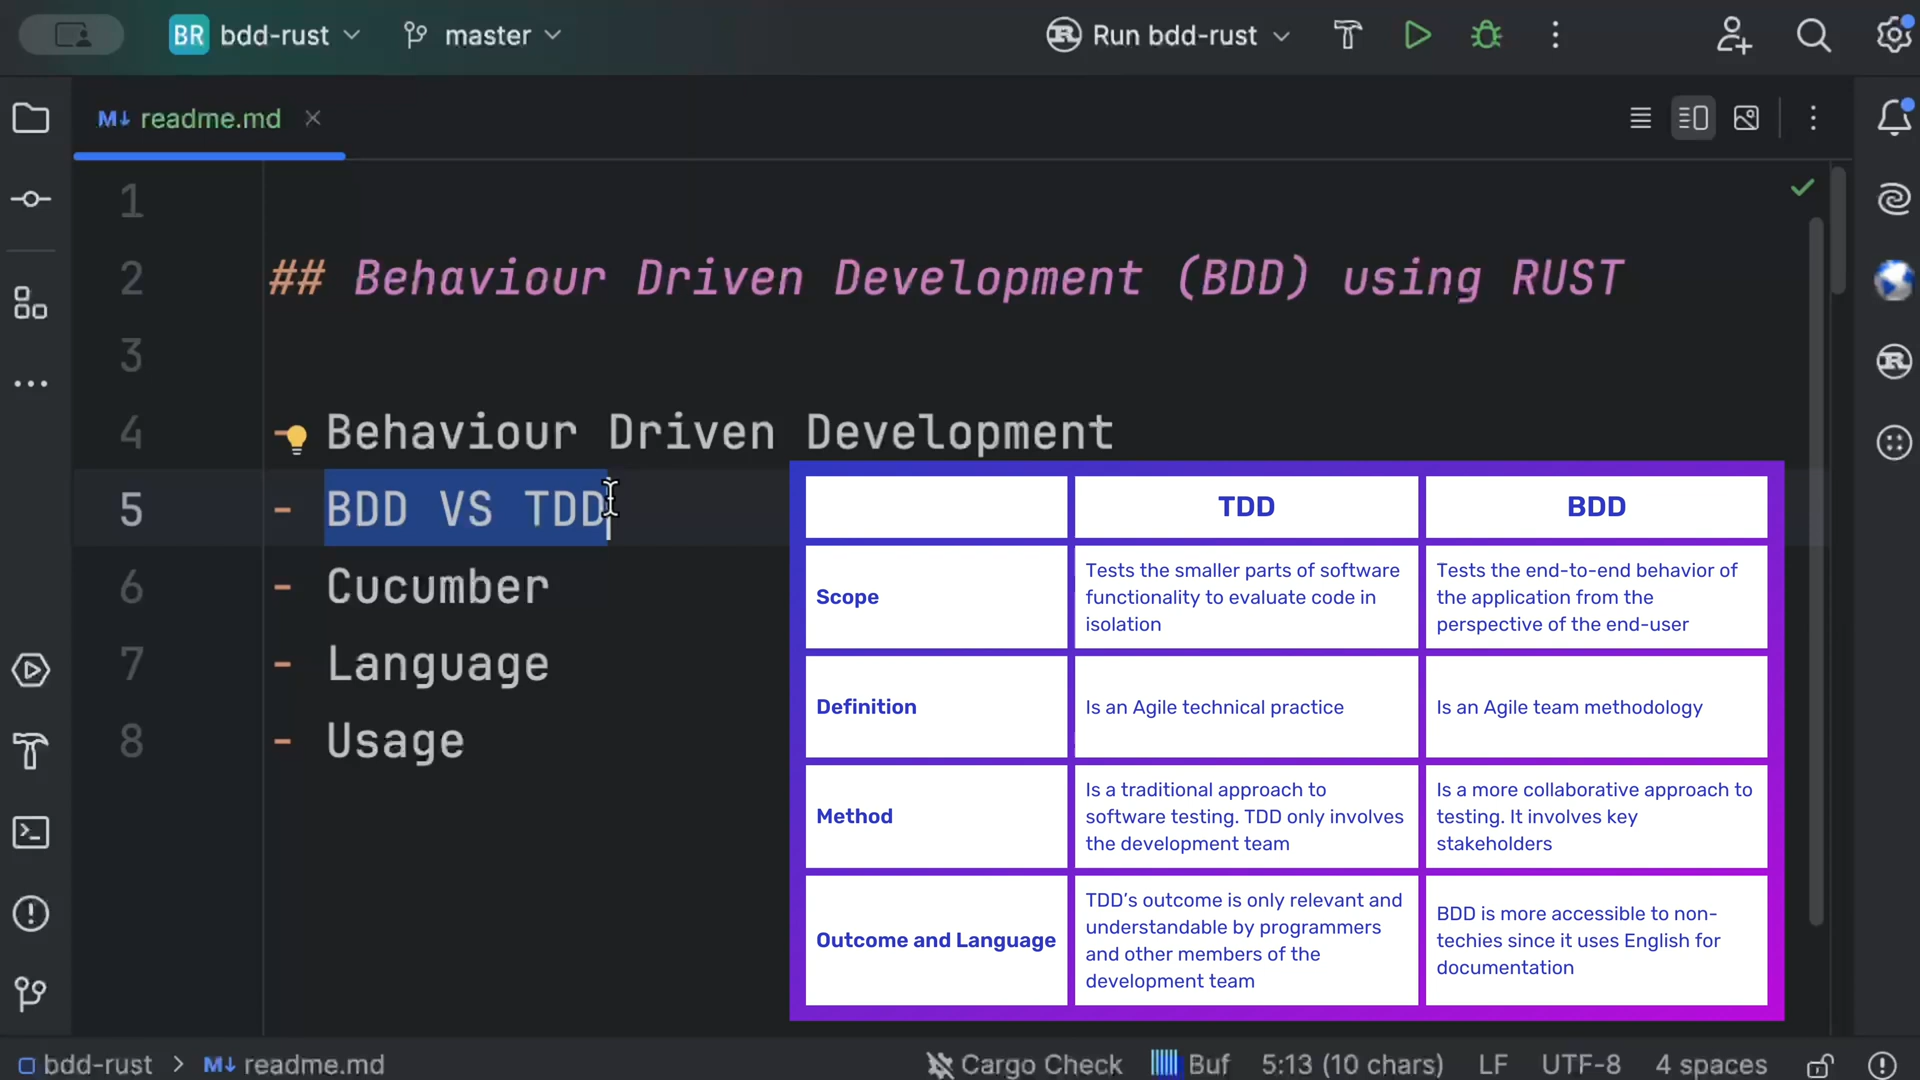 BR bdd-rust master Run bdd-rust
M↓ readme.md
1
2 ## Behaviour Driven Development (BDD) using RUST
3
4 - Behaviour Driven Development
5 - BDD VS TDD
6 - Cucumber
7 - Language
8 - Usage
TDD BDD
Scope
Tests the smaller parts of software
functionality to evaluate code in
isolation
Tests the end-to-end behavior of
the application from the
perspective of the end-user
Definition
Is an Agile technical practice
Is an Agile team methodology
Method
Is a traditional approach to
software testing. TDD only involves
the development team
Is a more collaborative approach to
testing. It involves key
stakeholders
Outcome and Language
TDD’s outcome is only relevant and
understandable by programmers
and other members of the
development team
BDD is more accessible to non-
techies since it uses English for
documentation
bdd-rust > M↓ readme.md Cargo Check Buf 5:13 (10 chars) LF UTF-8 4 spaces